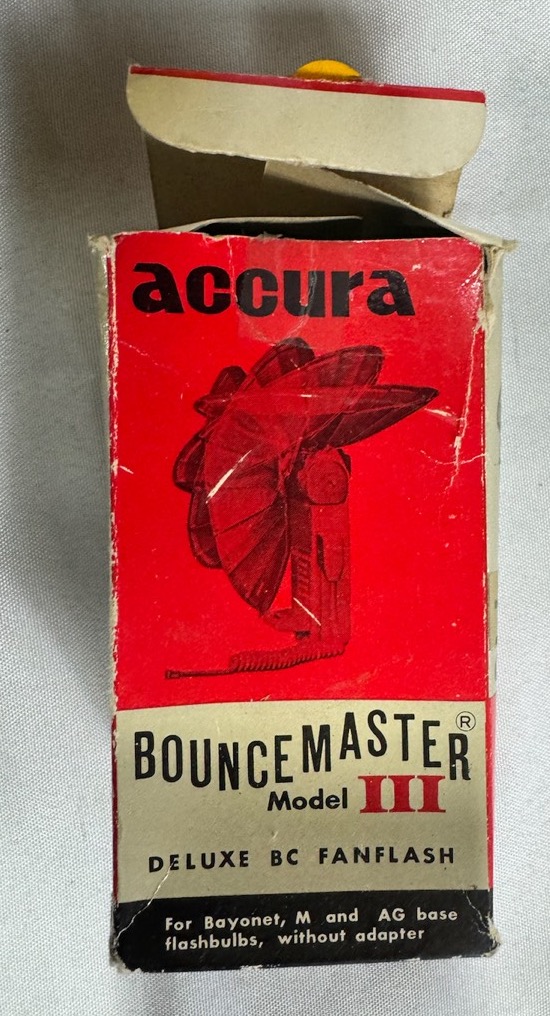 accura
BOUNCEMASTER®
Model III
DELUXE BC FANFLASH
For Bayonet, M and AG base
flashbulbs, without adapter